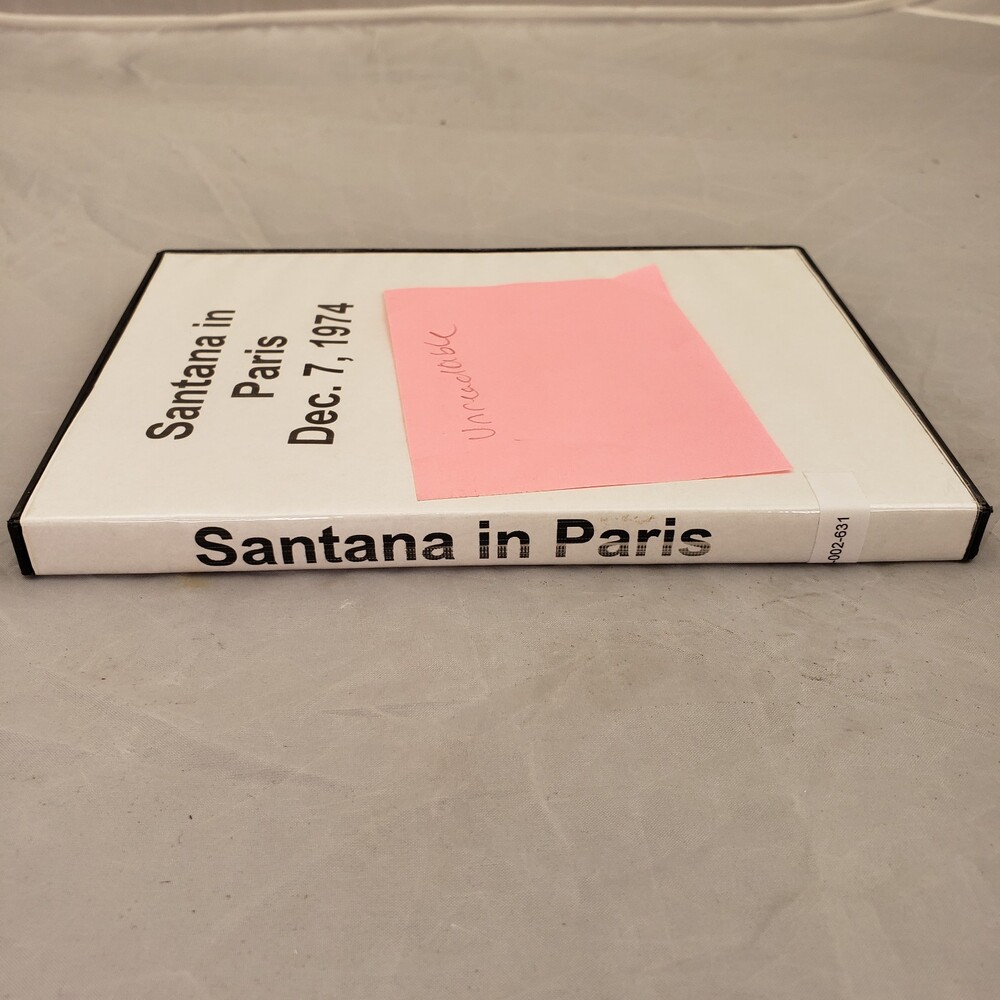 Santana in
Paris
Dec. 7, 1974
Unreadable
Santana in Paris
-002-631